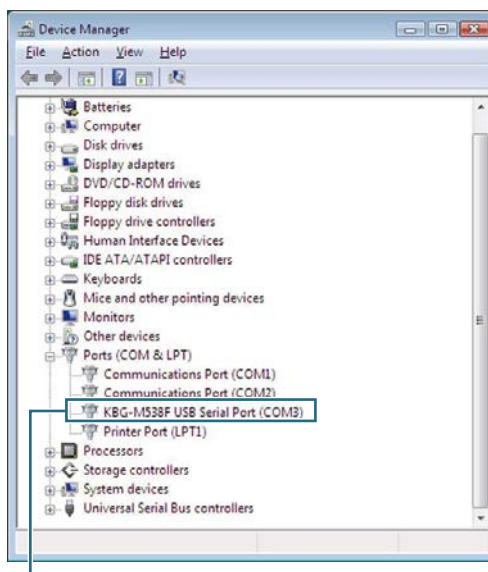 Device Manager
File Action View Help
Batteries
Computer
Disk drives
Display adapters
DVD/CD-ROM drives
Floppy disk drives
Floppy drive controllers
Human Interface Devices
IDE ATA/ATAPI controllers
Keyboards
Mice and other pointing devices
Monitors
Other devices
Ports (COM & LPT)
Communications Port (COM1)
Communications Port (COM2)
KBG-M538F USB Serial Port (COM3)
Printer Port (LPT1)
Processors
Storage controllers
System devices
Universal Serial Bus controllers